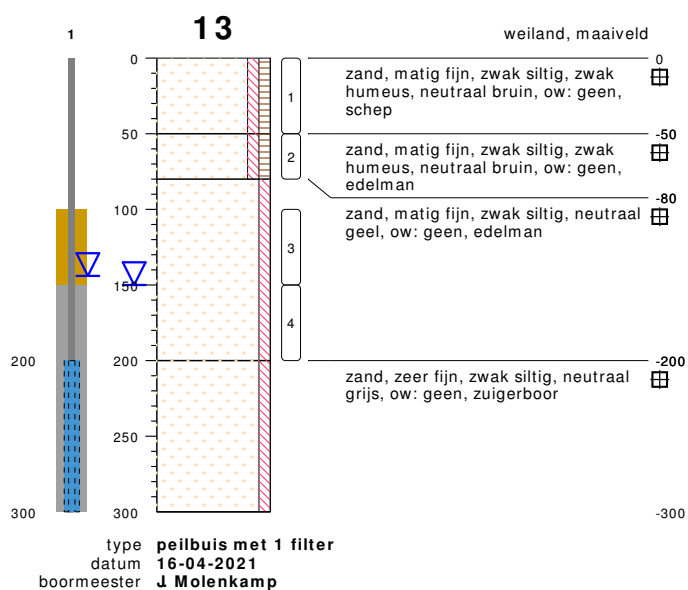 1
13
weiland, maaiveld
0
0
zand, matig fijn, zwak siltig, zwak
humeus, neutraal bruin, ow: geen,
schep
1
50
-50
zand, matig fijn, zwak siltig, zwak
humeus, neutraal bruin, ow: geen,
edelman
2
-80
100
zand, matig fijn, zwak siltig, neutraal
geel, ow: geen, edelman
3
150
4
200
200
-200
zand, zeer fijn, zwak siltig, neutraal
grijs, ow: geen, zuigerboor
250
300
300
-300
type peilbuis met 1 filter
datum 16-04-2021
boormeester J. Molenkamp